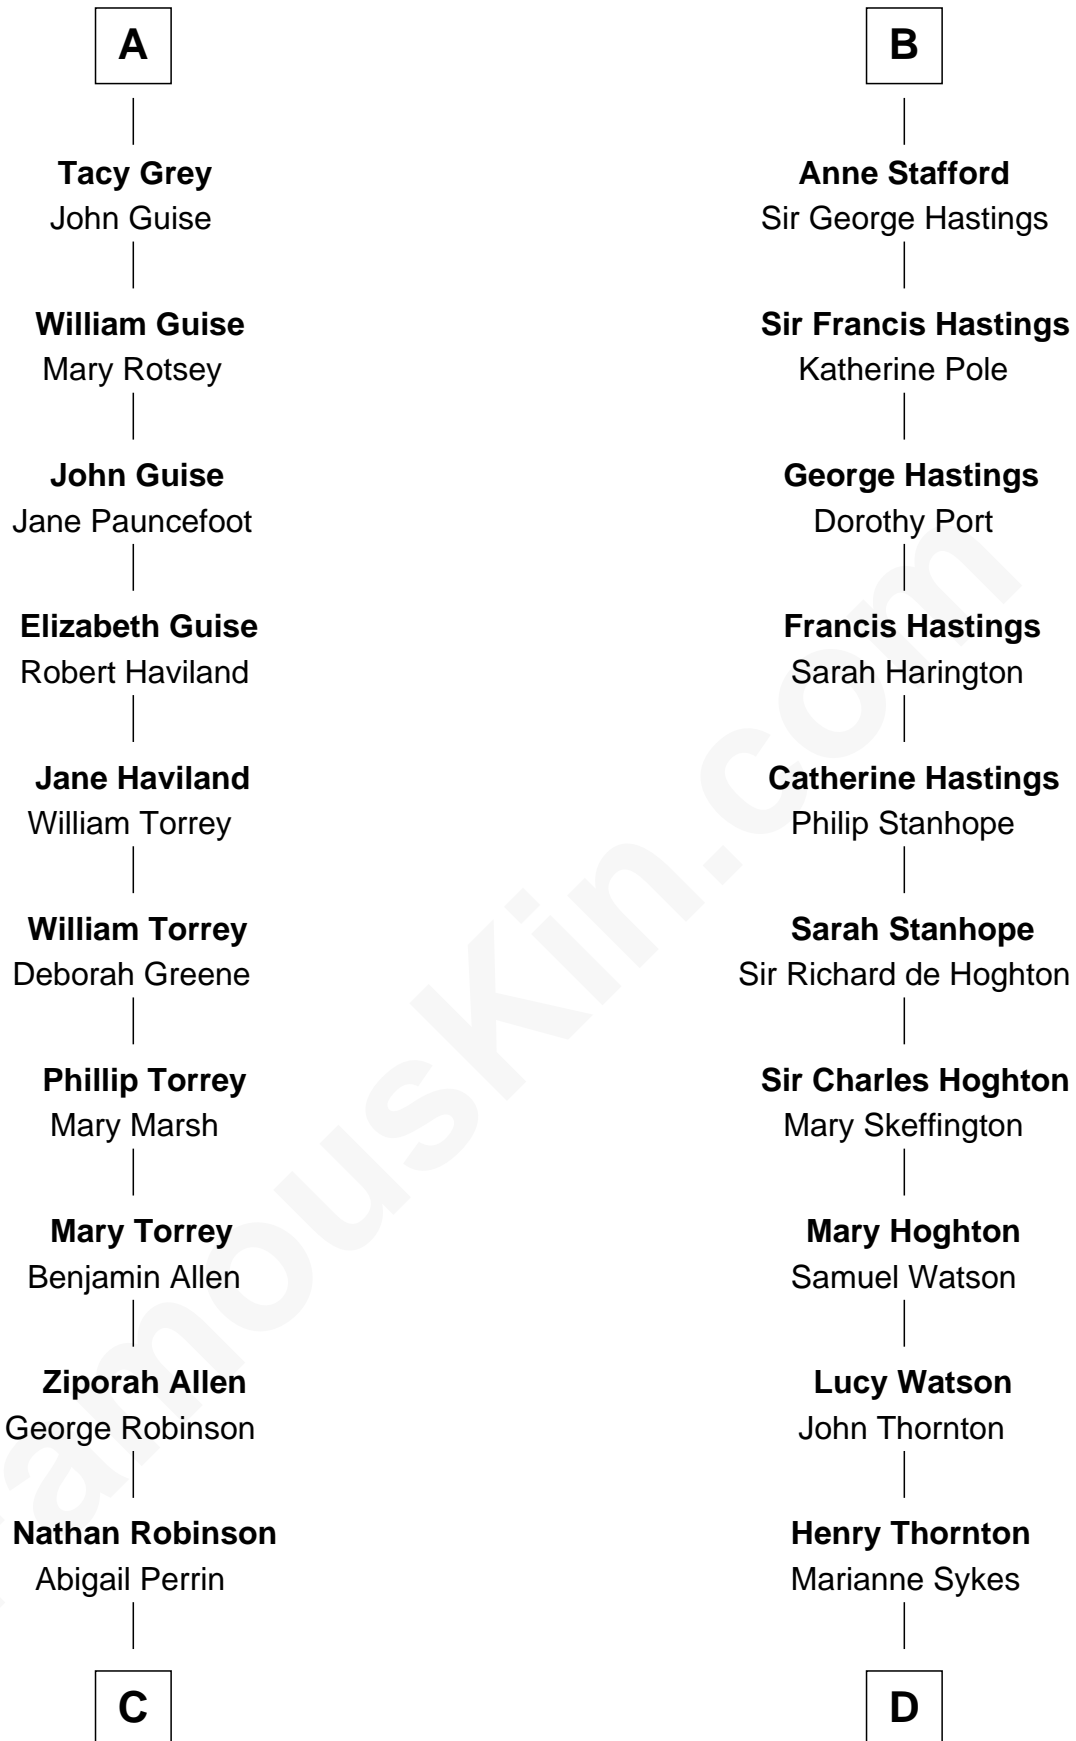 A
Tacy Grey
John Guise
William Guise
Mary Rotsey
John Guise
Jane Pauncefoot
Elizabeth Guise
Robert Haviland
Jane Haviland
William Torrey
William Torrey
Deborah Greene
Phillip Torrey
Mary Marsh
Mary Torrey
Benjamin Allen
Ziporah Allen
George Robinson
Nathan Robinson
Abigail Perrin
C
B
Anne Stafford
Sir George Hastings
Sir Francis Hastings
Katherine Pole
George Hastings
Dorothy Port
Francis Hastings
Sarah Harington
Catherine Hastings
Philip Stanhope
Sarah Stanhope
Sir Richard de Hoghton
Sir Charles Hoghton
Mary Skeffington
Mary Hoghton
Samuel Watson
Lucy Watson
John Thornton
Henry Thornton
Marianne Sykes
D
FamousKin.com